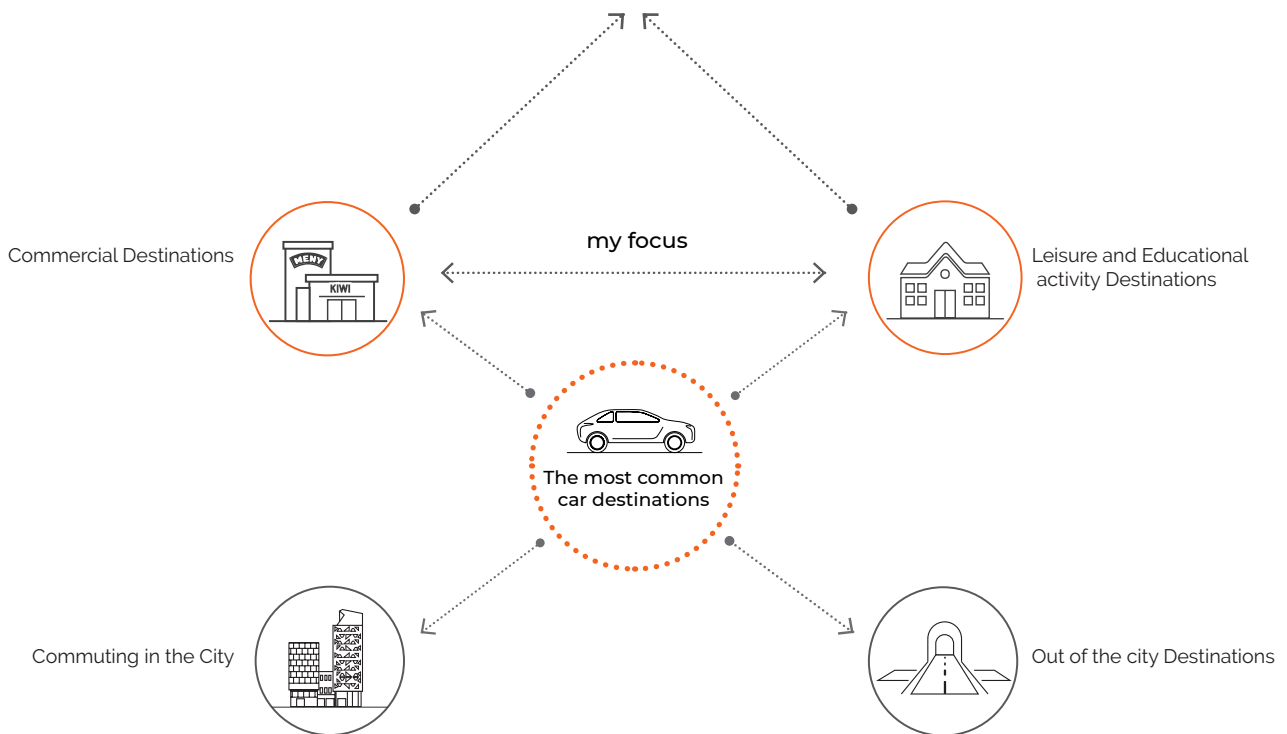 my focus
Commercial Destinations
MENY
KIWI
Leisure and Educational
activity Destinations
The most common
car destinations
Commuting in the City
Out of the city Destinations